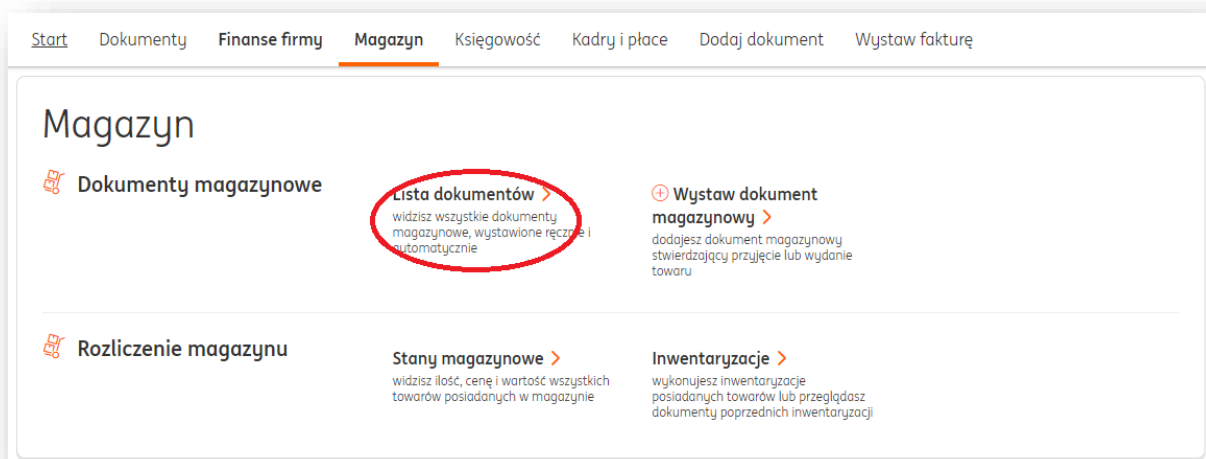 Start Dokumenty Finanse firmy Magazyn Księgowość Kadry i płace Dodaj dokument Wystaw fakturę
Magazyn
Dokumenty magazynowe
Lista dokumentów
widzisz wszystkie dokumenty
magazynowe, wystawione ręcznie i
automatycznie
Wystaw dokument
magazynowy
dodajesz dokument magazynowy
stwierdzający przyjęcie lub wydanie
towaru
Rozliczenie magazynu
Stany magazynowe
widzisz ilość, cenę i wartość wszystkich
towarów posiadanych w magazynie
Inwentaryzacje
wykonujesz inwentaryzacje
posiadanych towarów lub przeglądasz
dokumenty poprzednich inwentaryzacji